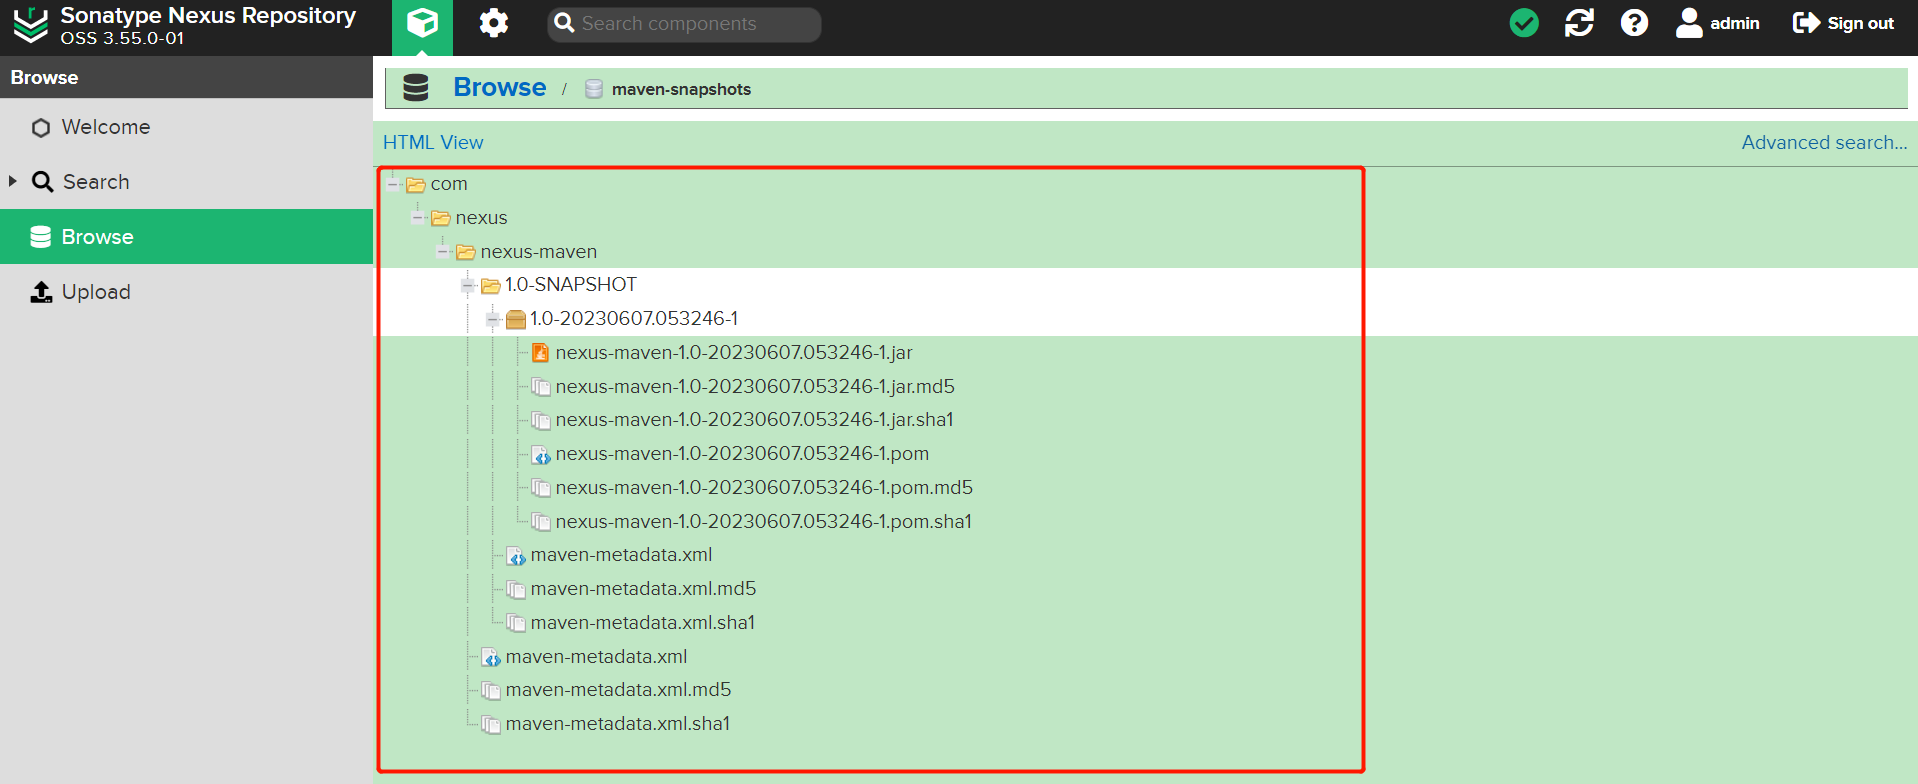 Sonatype Nexus Repository
OSS 3.55.0-01
Search components
admin
Sign out
Browse
Welcome
Search
Browse
Upload
Browse / maven-snapshots
HTML View
Advanced search...
com
nexus
nexus-maven
1.0-SNAPSHOT
1.0-20230607.053246-1
nexus-maven-1.0-20230607.053246-1.jar
nexus-maven-1.0-20230607.053246-1.jar.md5
nexus-maven-1.0-20230607.053246-1.jar.sha1
nexus-maven-1.0-20230607.053246-1.pom
nexus-maven-1.0-20230607.053246-1.pom.md5
nexus-maven-1.0-20230607.053246-1.pom.sha1
maven-metadata.xml
maven-metadata.xml.md5
maven-metadata.xml.sha1
maven-metadata.xml
maven-metadata.xml.md5
maven-metadata.xml.sha1